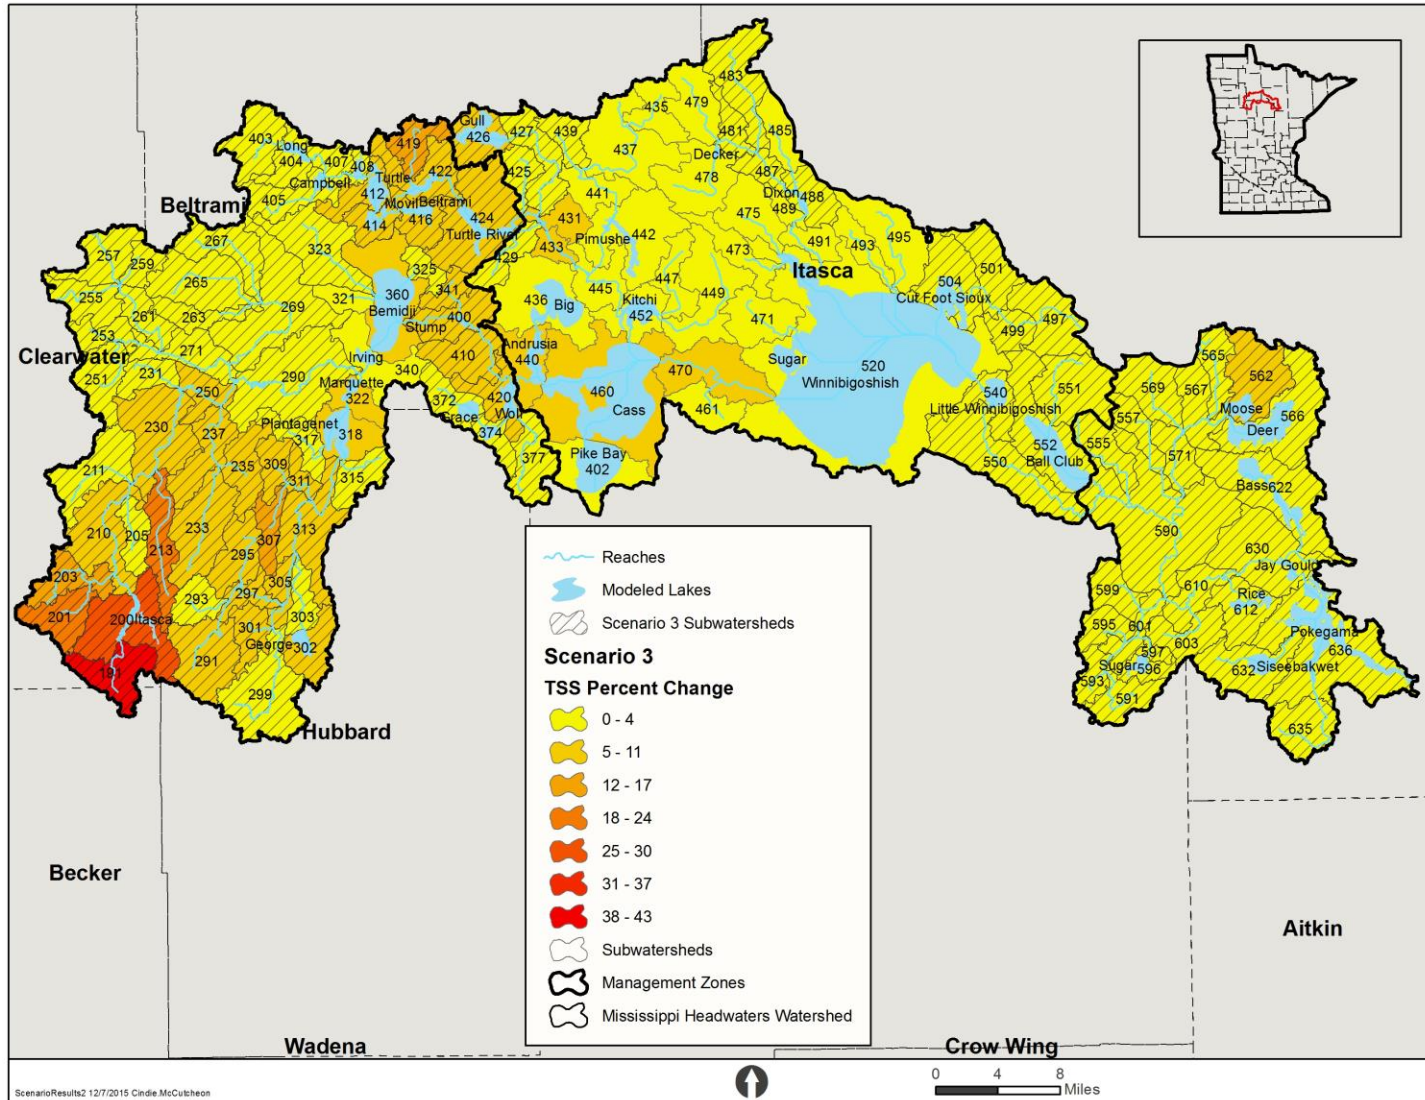 483
435
479
Gull
426
427
439
419
481
485
403
Long
404
407
408
422
437
Decker
Turtle
425
487
478
Campbell
412
Movil
Beltrami
441
Dixon
488
405
Beltrami
416
424
431
475
489
414
Turtle River
Pimushe
442
495
267
323
433
473
491
493
257
259
429
501
325
447
Itasca
265
445
504
255
321
360
341
436
Big
Kitchi
449
Cut Foot Sioux
269
Bemidji
261
263
Stump
400
452
471
499
497
253
271
Andrusia
565
Clearwater
Irving
410
440
Sugar
520
562
251
231
290
340
470
Winnibigoshish
569
567
Marquette
551
250
322
372
420
460
540
Moose
566
Cass
461
Little Winnibigoshish
557
Grace
Wolf
Deer
230
237
Plantagenet
318
374
552
555
317
Ball Club
571
211
235
309
Pike Bay
377
402
550
Bass
622
311
315
210
233
313
590
205
213
307
630
295
Jay Gould
203
305
599
610
Rice
297
293
612
201
200
Itasca
303
595
601
Pokegama
301
603
George
302
597
636
Sugar
596
632
Siseebakwet
291
593
181
591
299
635
Hubbard
Reaches
Modeled Lakes
Scenario 3 Subwatersheds
Scenario 3
TSS Percent Change
0 - 4
5 - 11
12 - 17
18 - 24
25 - 30
31 - 37
38 - 43
Subwatersheds
Management Zones
Mississippi Headwaters Watershed
Becker
Aitkin
Wadena
Crow Wing
0 4 8
Miles
ScenarioResults2 12/7/2015 Cindie.McCutcheon